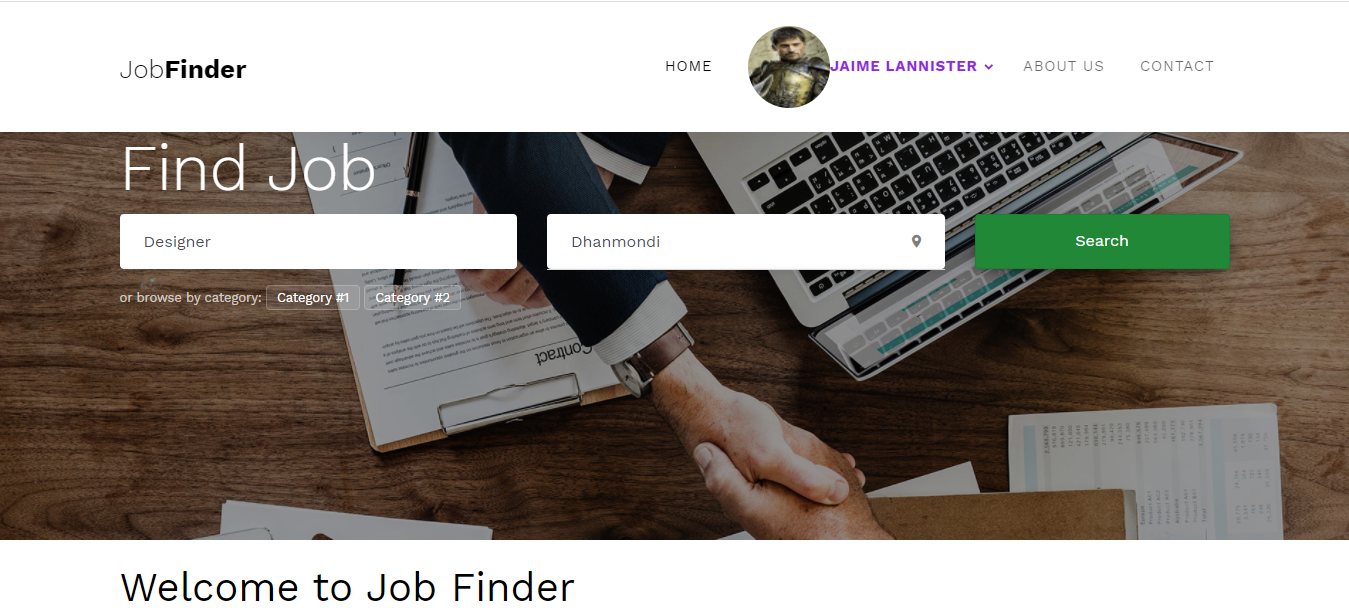 JobFinder
HOME
JAIME LANNISTER
ABOUT US
CONTACT
Find Job
Designer
Dhanmondi
Search
or browse by category: Category #1 Category #2
Contract
Welcome to Job Finder